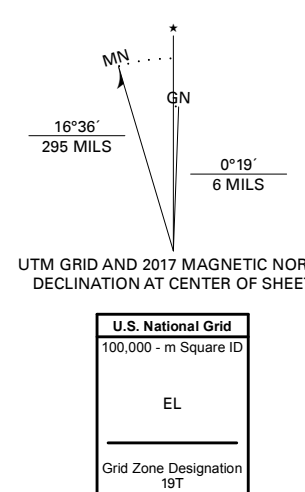 ★
MN
GN
16°36´
295 MILS
0°19´
6 MILS
UTM GRID AND 2017 MAGNETIC NOR
DECLINATION AT CENTER OF SHEET
U.S. National Grid
100,000 - m Square ID
EL
Grid Zone Designation
19T